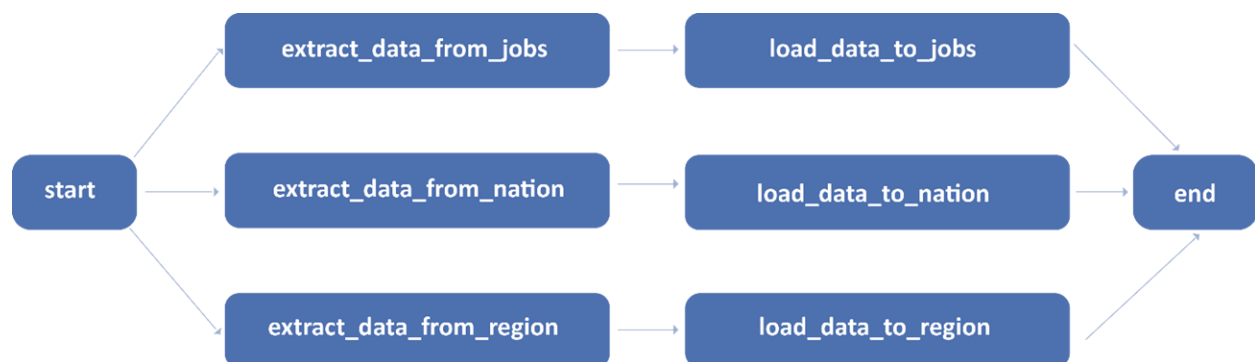 extract_data_from_jobs
load_data_to_jobs
start
extract_data_from_nation
load_data_to_nation
end
extract_data_from_region
load_data_to_region